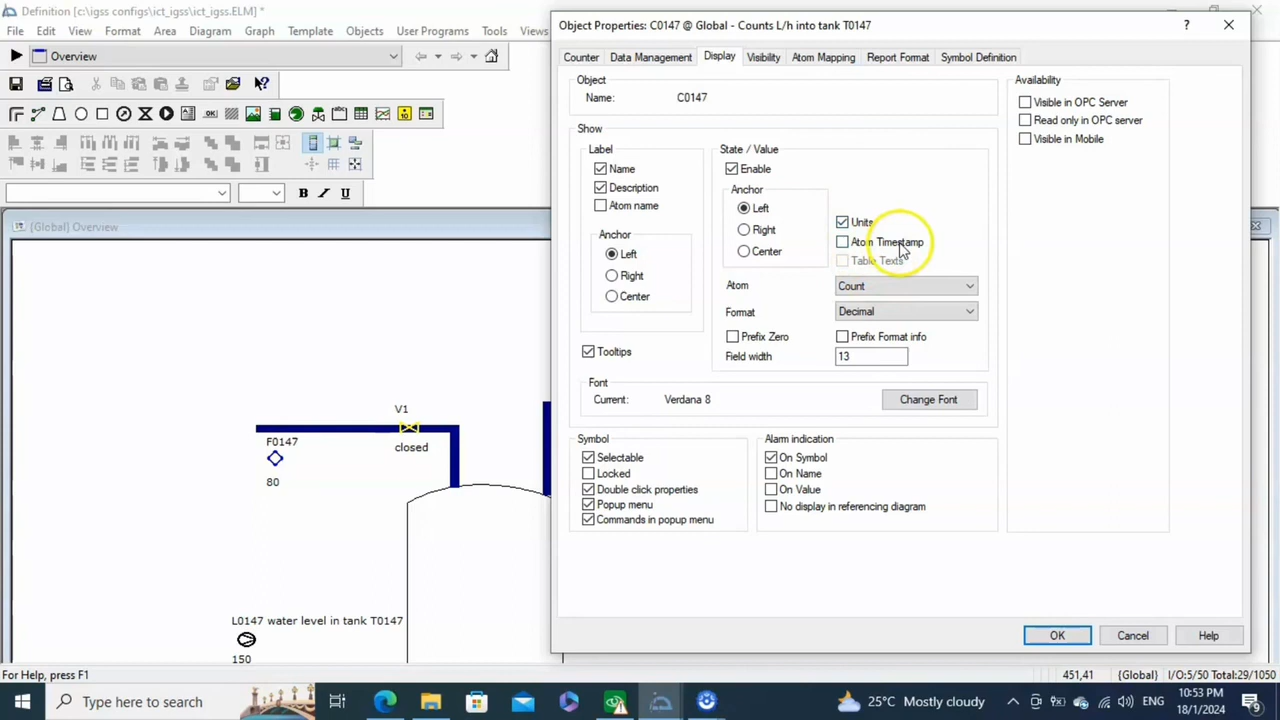 Definition [c:\igss configs\ict_igss\ict_igss.ELM] *
File Edit View Format Area Diagram Graph Template Objects User Programs Tools Views
Overview
B I U
[Global] Overview
V1
F0147
closed
80
L0147 water level in tank T0147
150
Object Properties: C0147 @ Global - Counts L/h into tank T0147
Counter Data Management Display Visibility Atom Mapping Report Format Symbol Definition
Object
Name: C0147
Show
Label
Name
Description
Atom name
Anchor
Left
Right
Center
Tooltips
State / Value
Enable
Anchor
Left
Right
Center
Units
Atom Timestamp
Table Texts
Atom Count
Format Decimal
Prefix Zero Prefix Format info
Field width 13
Font
Current: Verdana 8 Change Font
Symbol
Selectable
Locked
Double click properties
Popup menu
Commands in popup menu
Alarm indication
On Symbol
On Name
On Value
No display in referencing diagram
Availability
Visible in OPC Server
Read only in OPC server
Visible in Mobile
OK Cancel Help
For Help, press F1 451,41 {Global} I/O:5/50 Total:29/1050
Type here to search 25°C Mostly cloudy ENG 10:53 PM 18/1/2024